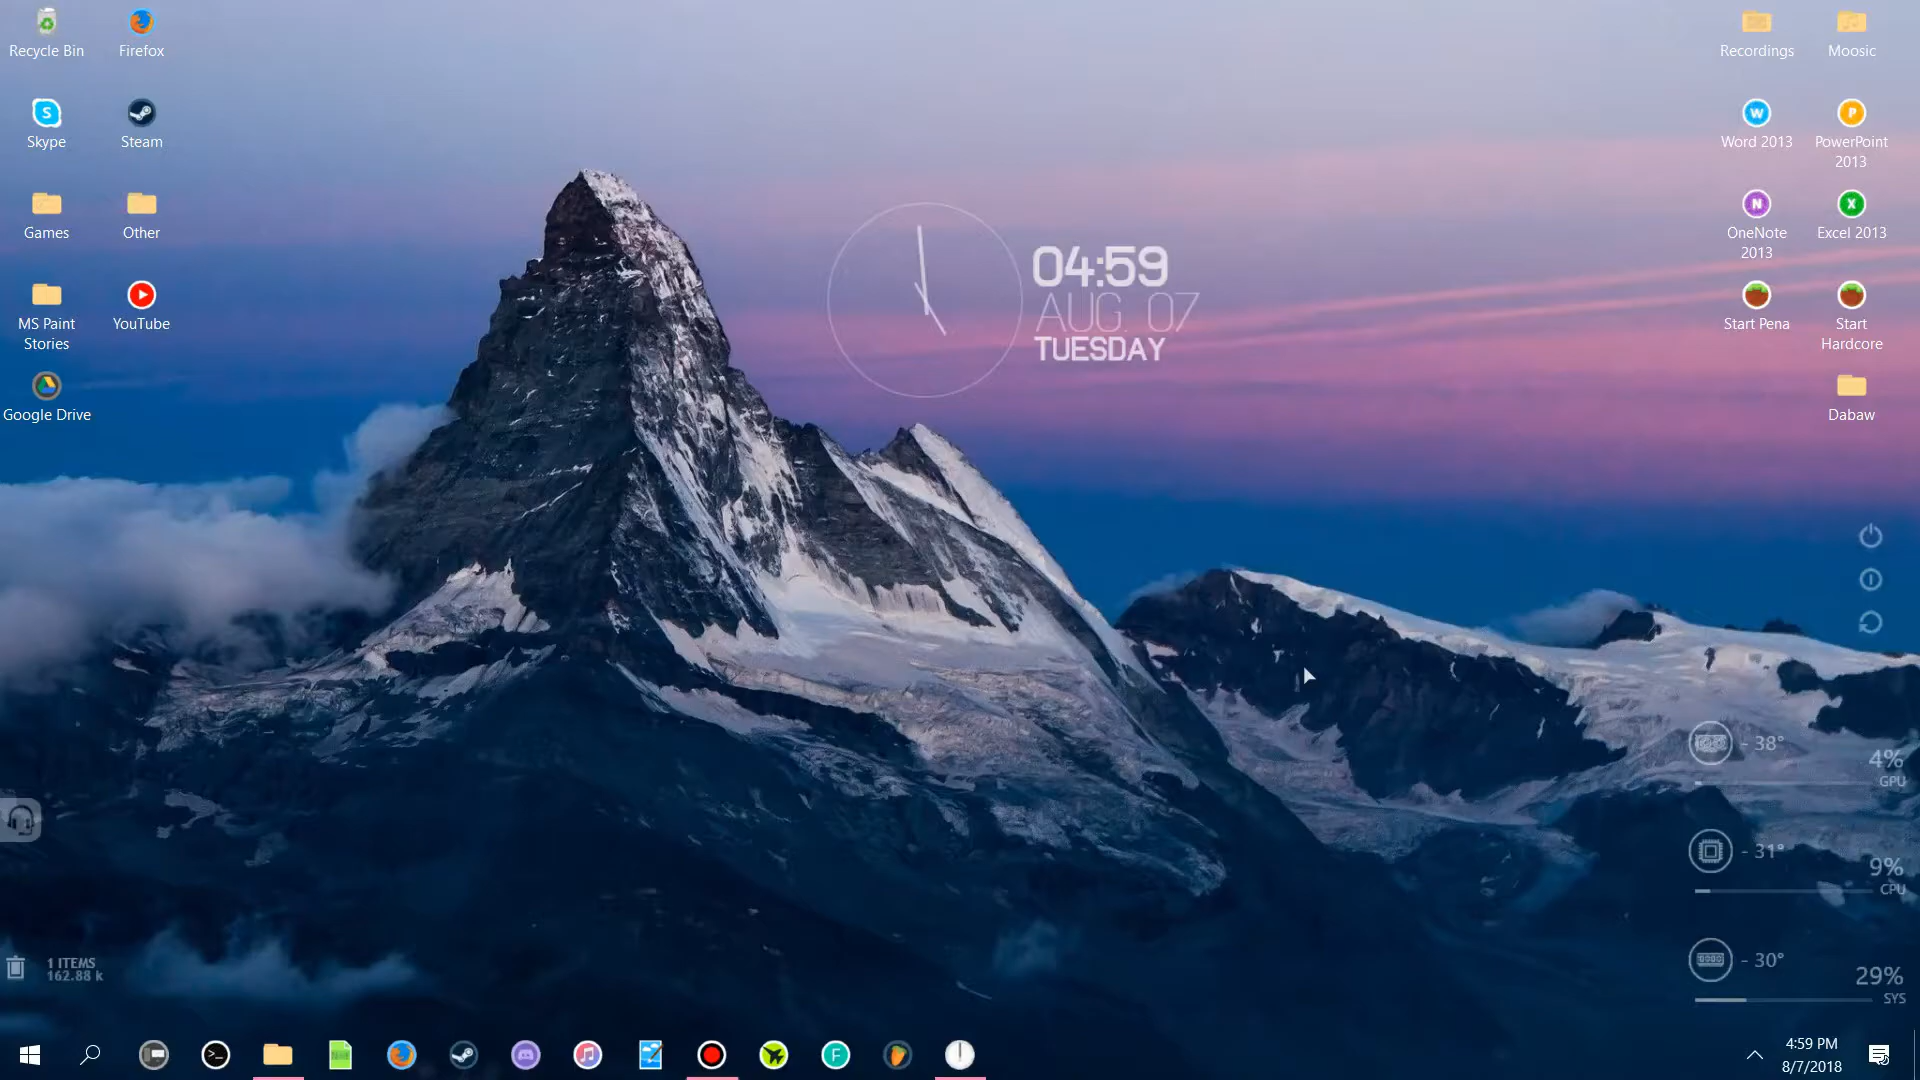 Recycle Bin
Firefox
Skype
Steam
Games
Other
MS Paint
Stories
YouTube
Google Drive
Recordings
Moosic
Word 2013
PowerPoint
2013
OneNote
2013
Excel 2013
Start Pena
Start
Hardcore
Dabaw
04:59
AUG. 07
TUESDAY
- 38°
4%
GPU
- 31°
9%
CPU
- 30°
29%
SYS
1 ITEMS
162.88 k
4:59 PM
8/7/2018